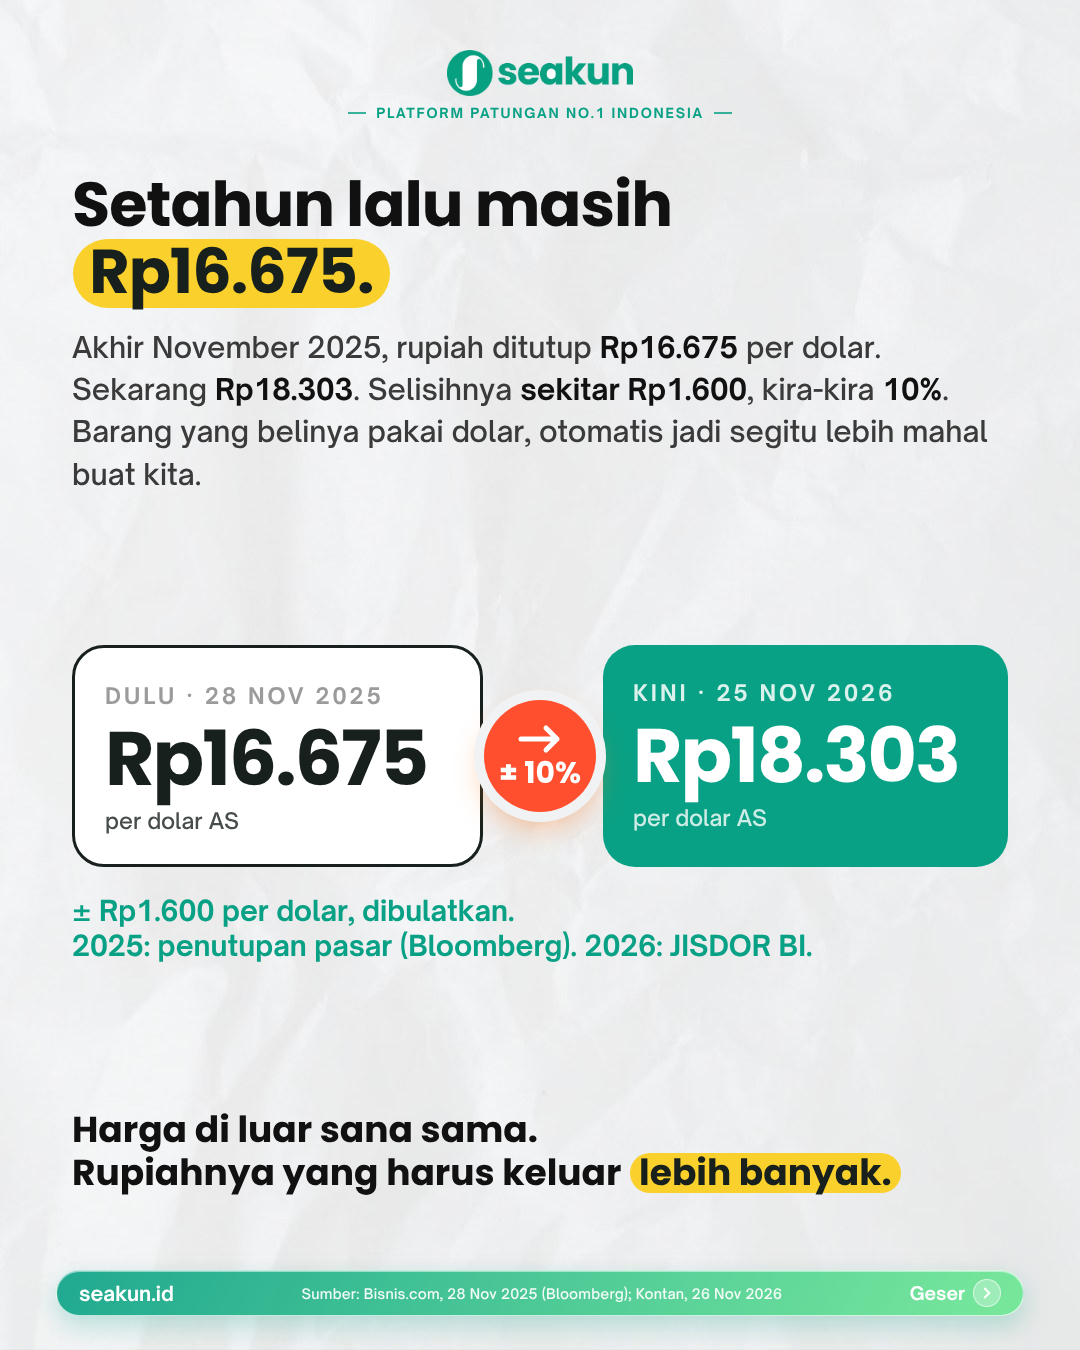 seakun
PLATFORM PATUNGAN NO.1 INDONESIA
Setahun lalu masih
Rp16.675.
Akhir November 2025, rupiah ditutup Rp16.675 per dolar.
Sekarang Rp18.303. Selisihnya sekitar Rp1.600, kira-kira 10%.
Barang yang belinya pakai dolar, otomatis jadi segitu lebih mahal
buat kita.
DULU · 28 NOV 2025
Rp16.675
per dolar AS
→
± 10%
KINI · 25 NOV 2026
Rp18.303
per dolar AS
± Rp1.600 per dolar, dibulatkan.
2025: penutupan pasar (Bloomberg). 2026: JISDOR BI.
Harga di luar sana sama.
Rupiahnya yang harus keluar lebih banyak.
seakun.id
Sumber: Bisnis.com, 28 Nov 2025 (Bloomberg); Kontan, 26 Nov 2026
Geser